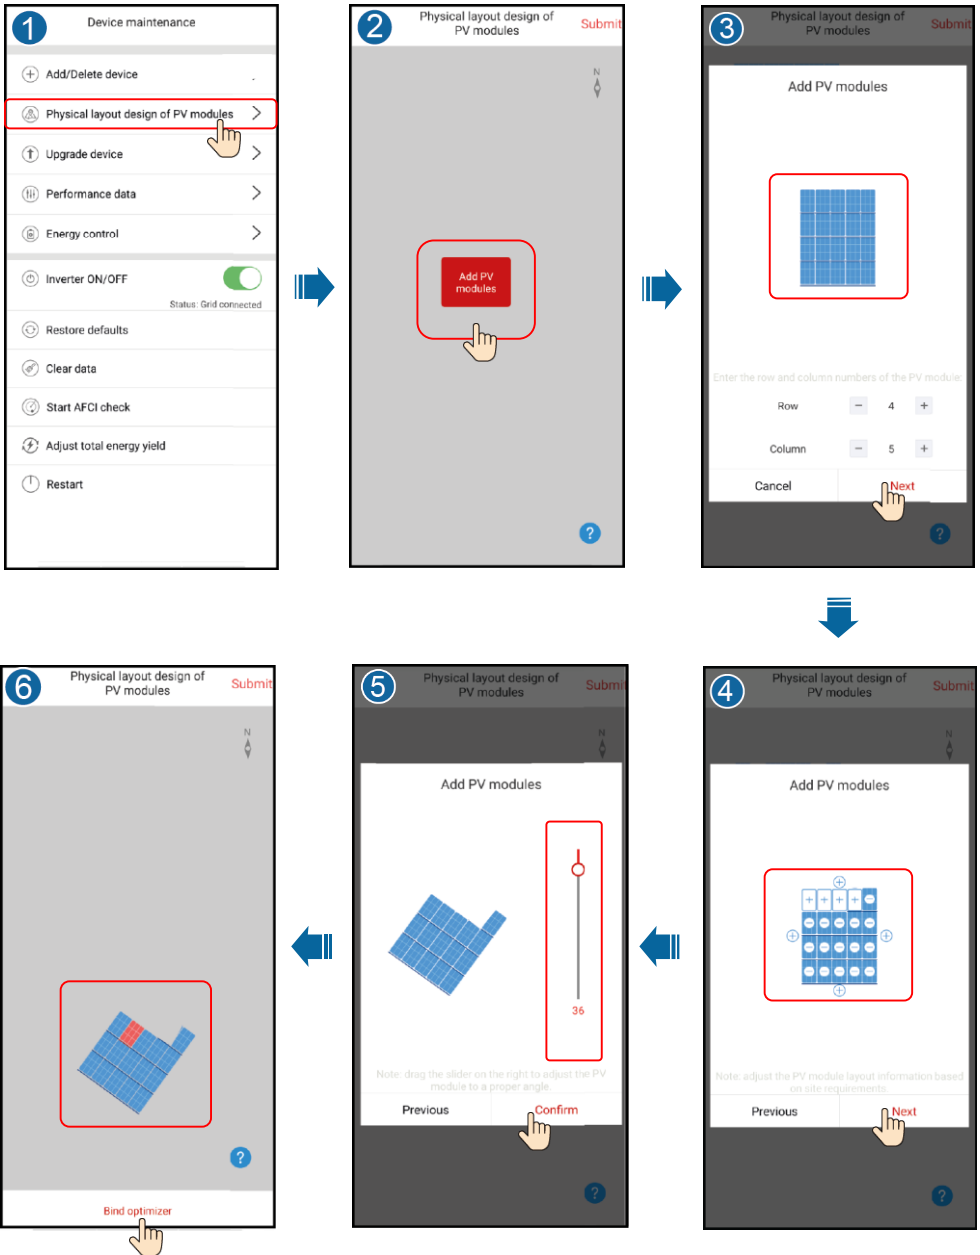 1
Device maintenance
Add/Delete device
Physical layout design of PV modules
Upgrade device
Performance data
Energy control
Inverter ON/OFF
Status: Grid connected
Restore defaults
Clear data
Start AFCI check
Adjust total energy yield
Restart
2
Physical layout design of
PV modules
Submit
N
Add PV
modules
?
3
Physical layout design of
PV modules
Submit
Add PV modules
Enter the row and column numbers of the PV module:
Row − 4 +
Column − 5 +
Cancel
Next
?
4
Physical layout design of
PV modules
Submit
N
Add PV modules
Note: adjust the PV module layout information based
on site requirements.
Previous
Next
?
5
Physical layout design of
PV modules
Submit
N
Add PV modules
36
Note: drag the slider on the right to adjust the PV
module to a proper angle.
Previous
Confirm
?
6
Physical layout design of
PV modules
Submit
N
?
Bind optimizer